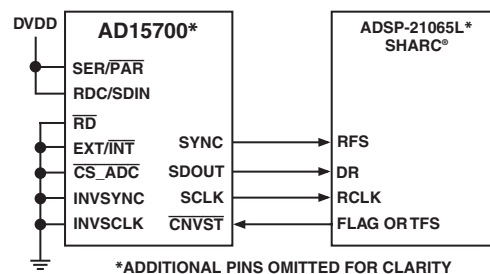 DVDD
AD15700*
SER/PAR
RDC/SDIN
RD
EXT/INT
CS_ADC
INVSYNC
INVSCLK
SYNC
SDOUT
SCLK
CNVST
ADSP-21065L*
SHARC®
RFS
DR
RCLK
FLAG OR TFS
*ADDITIONAL PINS OMITTED FOR CLARITY